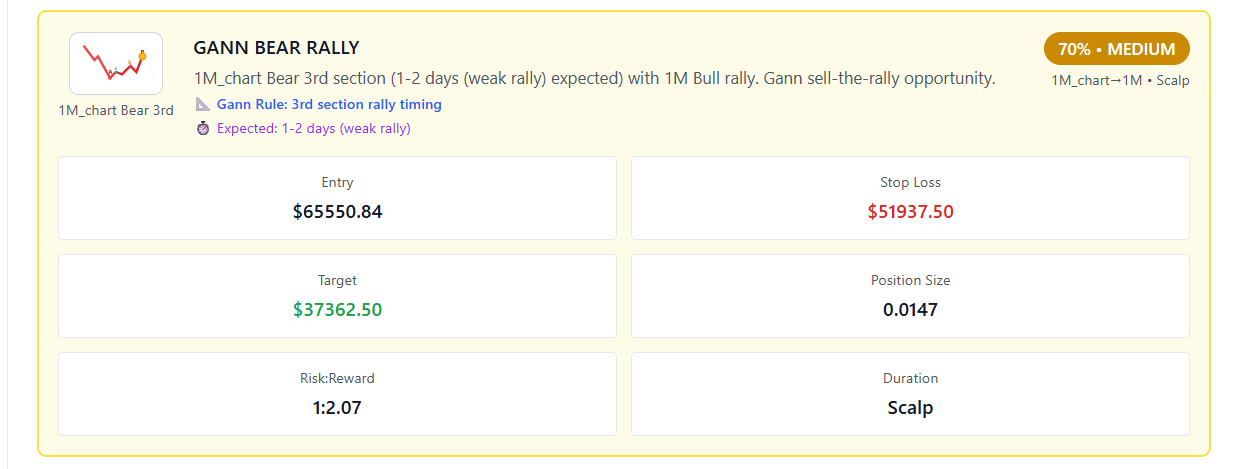 GANN BEAR RALLY
70% • MEDIUM
1M_chart Bear 3rd section (1-2 days (weak rally) expected) with 1M Bull rally. Gann sell-the-rally opportunity.
1M_chart→1M • Scalp
1M_chart Bear 3rd
Gann Rule: 3rd section rally timing
Expected: 1-2 days (weak rally)
Entry
$65550.84
Stop Loss
$51937.50
Target
$37362.50
Position Size
0.0147
Risk:Reward
1:2.07
Duration
Scalp